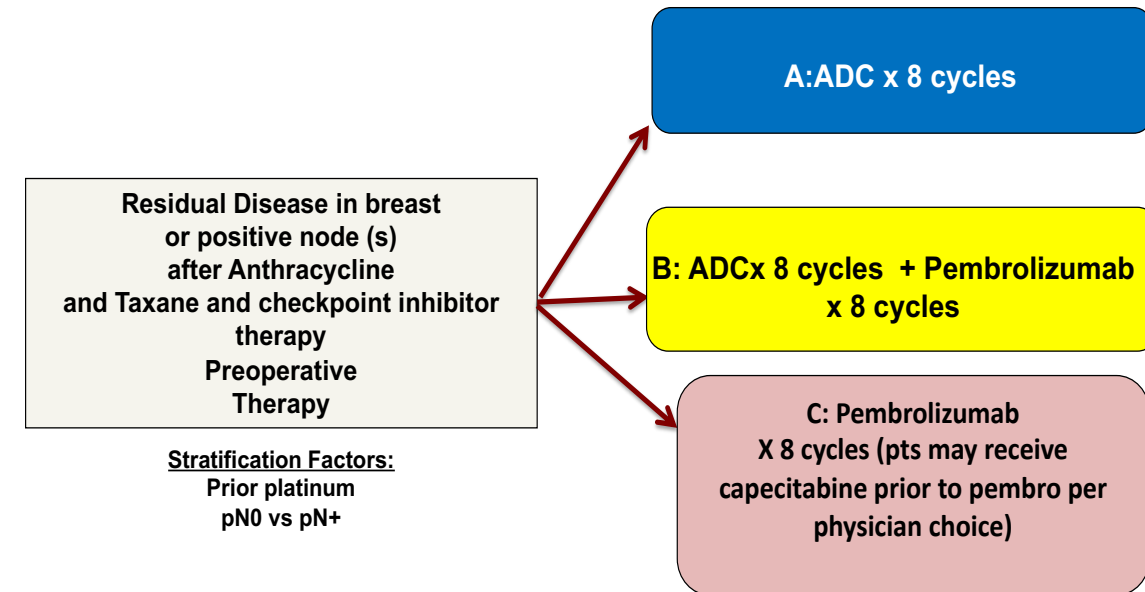 A:ADC x 8 cycles
Residual Disease in breast
or positive node (s)
after Anthracycline
and Taxane and checkpoint inhibitor
therapy
Preoperative
Therapy
Stratification Factors:
Prior platinum
pN0 vs pN+
B: ADCx 8 cycles + Pembrolizumab
x 8 cycles
C: Pembrolizumab
X 8 cycles (pts may receive
capecitabine prior to pembro per
physician choice)